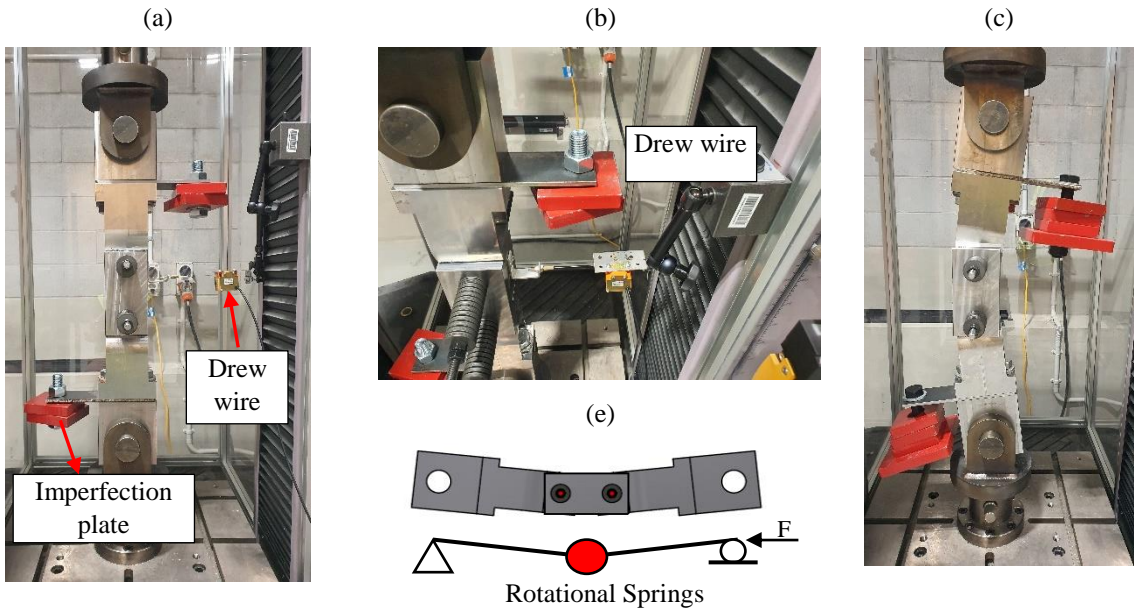 (a)
(b)
(c)
Drew wire
Drew
wire
Imperfection
plate
(e)
F
Rotational Springs